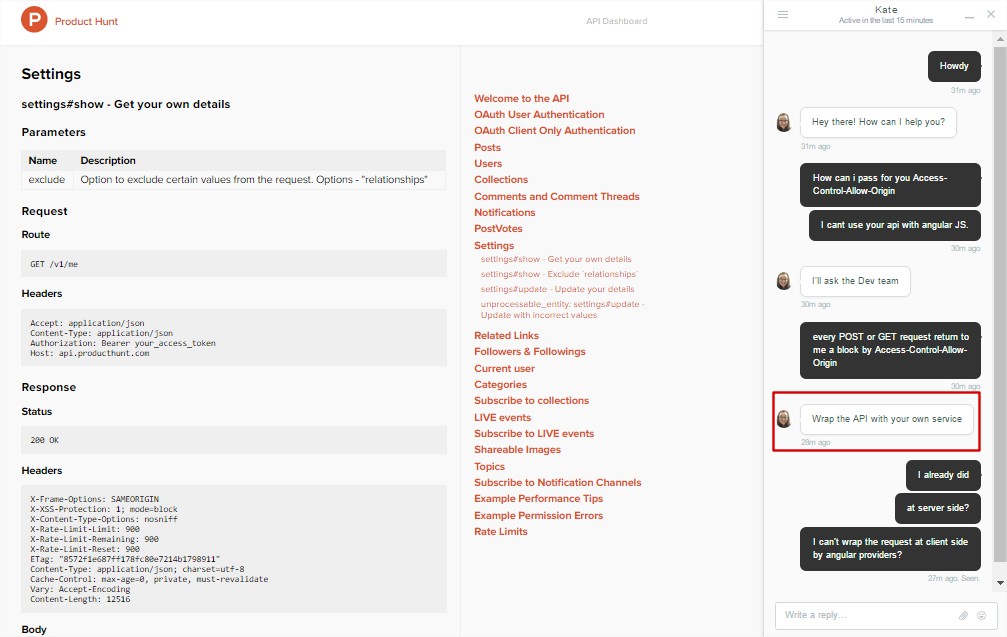 P
Product Hunt
API Dashboard
Settings
settings#show - Get your own details
Parameters
Name Description
exclude Option to exclude certain values from the request. Options - "relationships"
Request
Route
GET /v1/me
Headers
Accept: application/json
Content-Type: application/json
Authorization: Bearer your_access_token
Host: api.producthunt.com
Response
Status
200 OK
Headers
X-Frame-Options: SAMEORIGIN
X-XSS-Protection: 1; mode=block
X-Content-Type-Options: nosniff
X-Rate-Limit-Limit: 900
X-Rate-Limit-Remaining: 900
X-Rate-Limit-Reset: 900
ETag: "8572f1e687ff178fc80e7214b1798911"
Content-Type: application/json; charset=utf-8
Cache-Control: max-age=0, private, must-revalidate
Vary: Accept-Encoding
Content-Length: 12516
Body
Welcome to the API
OAuth User Authentication
OAuth Client Only Authentication
Posts
Users
Collections
Comments and Comment Threads
Notifications
PostVotes
Settings
settings#show - Get your own details
settings#show - Exclude `relationships`
settings#update - Update your details
unprocessable_entity: settings#update -
Update with incorrect values
Related Links
Followers & Followings
Current user
Categories
Subscribe to collections
LIVE events
Subscribe to LIVE events
Shareable Images
Topics
Subscribe to Notification Channels
Example Performance Tips
Example Permission Errors
Rate Limits
Kate
Active in the last 15 minutes
Howdy
31m ago
Hey there! How can I help you?
31m ago
How can i pass for you Access-
Control-Allow-Origin
I cant use your api with angular JS.
30m ago
I'll ask the Dev team
30m ago
every POST or GET request return to
me a block by Access-Control-Allow-
Origin
30m ago
Wrap the API with your own service
28m ago
I already did
at server side?
I can't wrap the request at client side
by angular providers?
27m ago. Seen.
Write a reply...